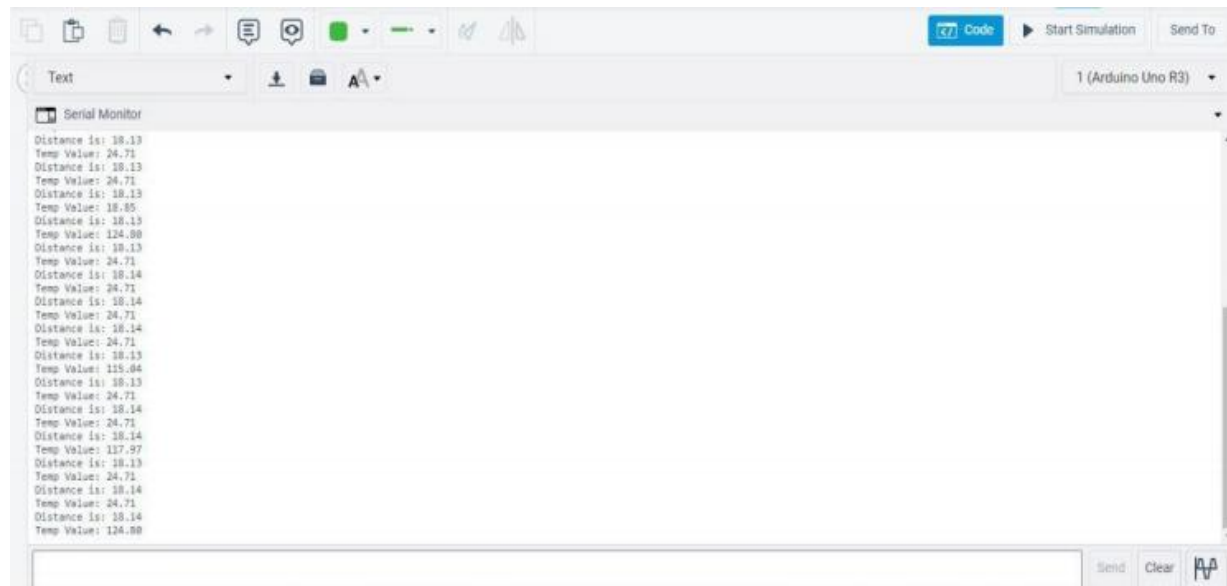 Code
Start Simulation
Send To
Text
1 (Arduino Uno R3)
Serial Monitor
Distance is: 18.13
Temp Value: 24.71
Distance is: 18.13
Temp Value: 24.71
Distance is: 18.13
Temp Value: 18.85
Distance is: 18.13
Temp Value: 124.80
Distance is: 18.13
Temp Value: 24.71
Distance is: 18.14
Temp Value: 24.71
Distance is: 18.14
Temp Value: 24.71
Distance is: 18.14
Temp Value: 24.71
Distance is: 18.13
Temp Value: 115.04
Distance is: 18.13
Temp Value: 24.71
Distance is: 18.14
Temp Value: 24.71
Distance is: 18.14
Temp Value: 117.97
Distance is: 18.13
Temp Value: 24.71
Distance is: 18.14
Temp Value: 24.71
Distance is: 18.14
Temp Value: 124.80
Send
Clear